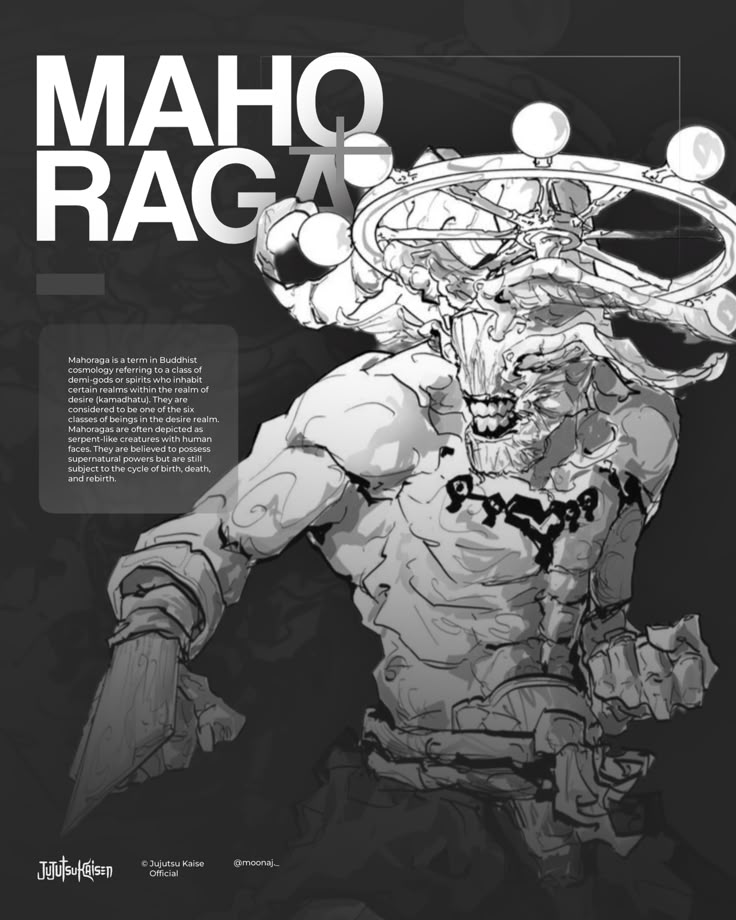 MAHO
RAGA
Mahoraga is a term in Buddhist
cosmology referring to a class of
demi-gods or spirits who inhabit
certain realms within the realm of
desire (kamadhatu). They are
considered to be one of the six
classes of beings in the desire realm.
Mahoragas are often depicted as
serpent-like creatures with human
faces. They are believed to possess
supernatural powers but are still
subject to the cycle of birth, death,
and rebirth.
JUJUTSU KAISEN
© Jujutsu Kaise
Official
@moonaj._